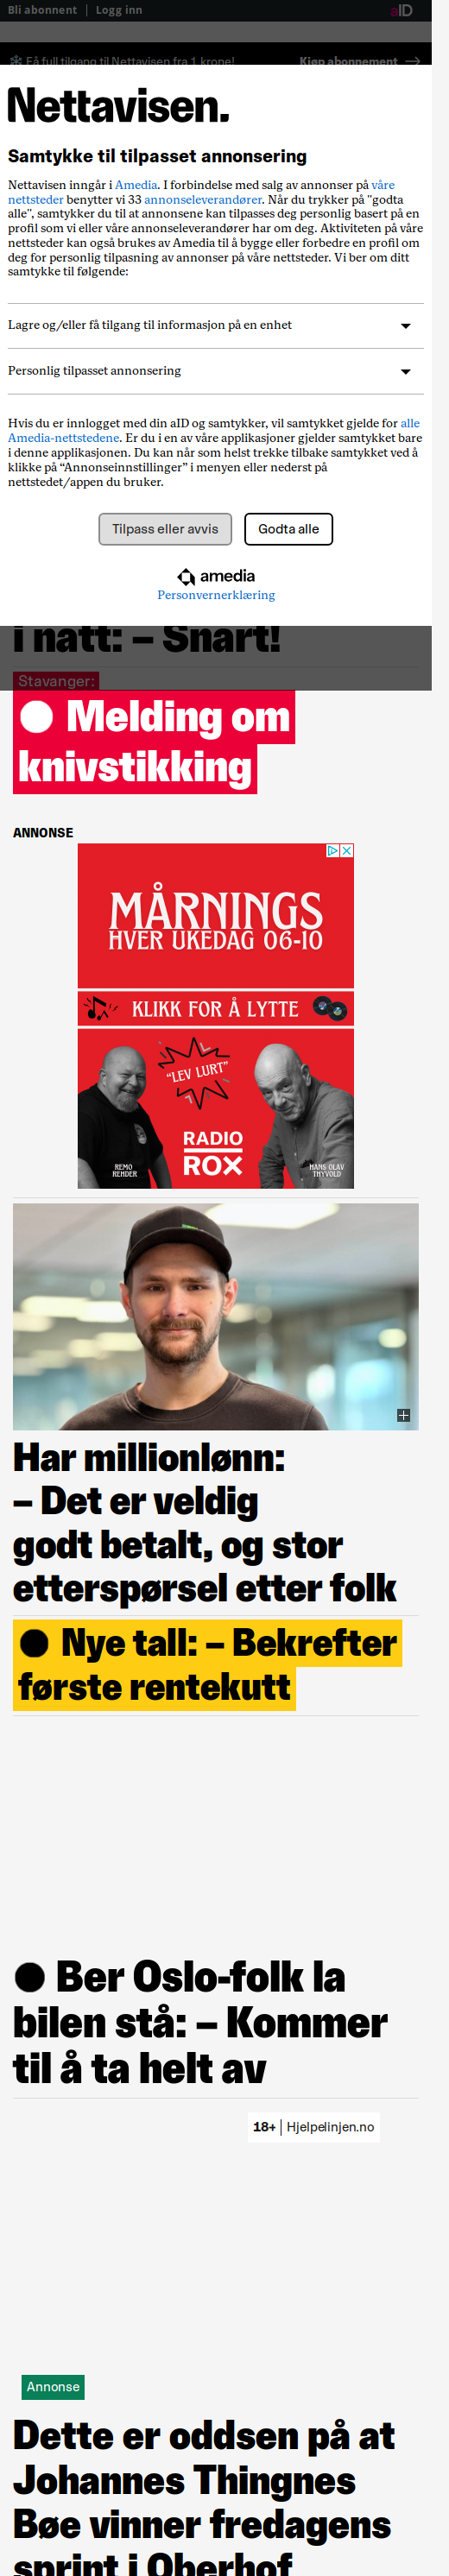 Bli abonnent | Logg inn
aID
Få full tilgang til Nettavisen fra 1 krone!
Kjøp abonnement →
Nettavisen.
Samtykke til tilpasset annonsering
Nettavisen inngår i Amedia. I forbindelse med salg av annonser på våre
nettsteder benytter vi 33 annonseleverandører. Når du trykker på "godta
alle", samtykker du til at annonsene kan tilpasses deg personlig basert på en
profil som vi eller våre annonseleverandører har om deg. Aktiviteten på våre
nettsteder kan også brukes av Amedia til å bygge eller forbedre en profil om
deg for personlig tilpasning av annonser på våre nettsteder. Vi ber om ditt
samtykke til følgende:
Lagre og/eller få tilgang til informasjon på en enhet
Personlig tilpasset annonsering
Hvis du er innlogget med din aID og samtykker, vil samtykket gjelde for alle
Amedia-nettstedene. Er du i en av våre applikasjoner gjelder samtykket bare
i denne applikasjonen. Du kan når som helst trekke tilbake samtykket ved å
klikke på “Annonseinnstillinger” i menyen eller nederst på
nettstedet/appen du bruker.
Tilpass eller avvis
Godta alle
amedia
Personvernerklæring
i natt: – Snart!
Stavanger:
Melding om
knivstikking
ANNONSE
MÅRNINGS
HVER UKEDAG 06-10
KLIKK FOR Å LYTTE
“LEV LURT”
RADIO
ROX
REMO
REHDER
HANS OLAV
THYVOLD
Har millionlønn:
– Det er veldig
godt betalt, og stor
etterspørsel etter folk
Nye tall: – Bekrefter
første rentekutt
Ber Oslo-folk la
bilen stå: – Kommer
til å ta helt av
18+ | Hjelpelinjen.no
Annonse
Dette er oddsen på at
Johannes Thingnes
Bøe vinner fredagens
sprint i Oberhof